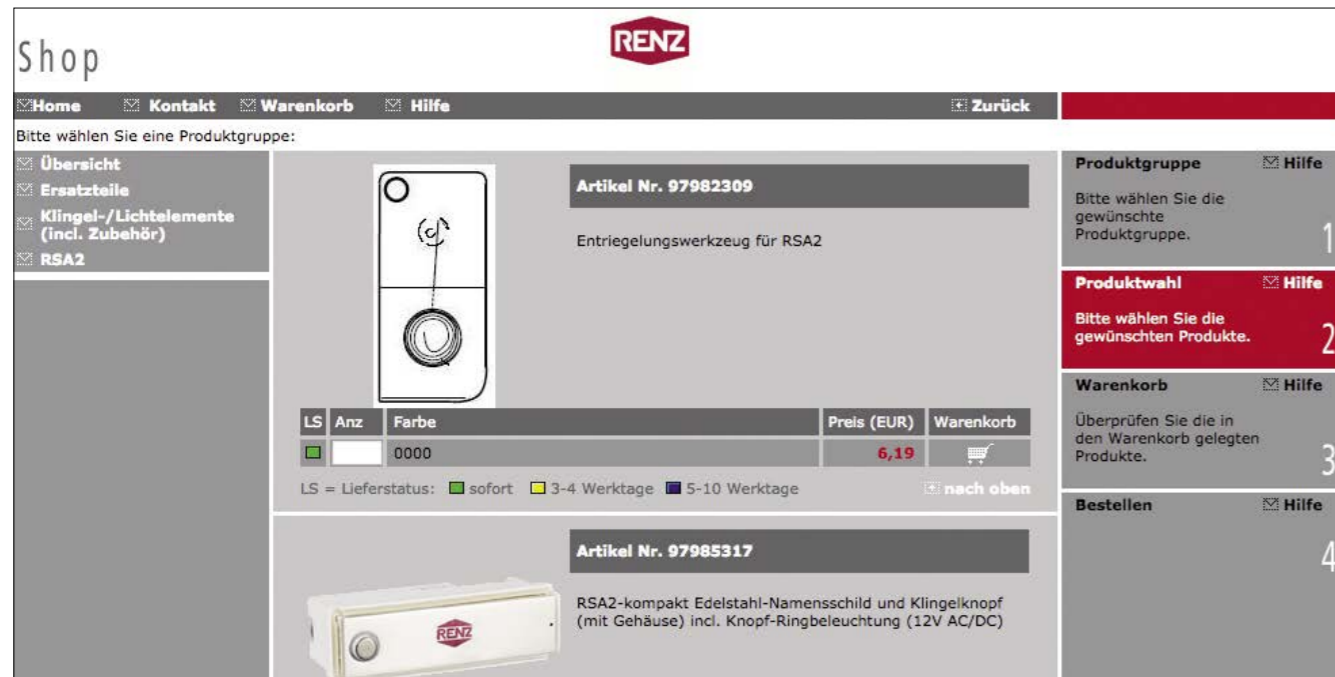 Shop
RENZ
Home Kontakt Warenkorb Hilfe Zurück
Bitte wählen Sie eine Produktgruppe:
Übersicht
Ersatzteile
Klingel-/Lichtelemente
(incl. Zubehör)
RSA2
Artikel Nr. 97982309
Entriegelungswerkzeug für RSA2
LS Anz Farbe Preis (EUR) Warenkorb
0000 6,19
LS = Lieferstatus: sofort 3-4 Werktage 5-10 Werktage nach oben
Artikel Nr. 97985317
RSA2-kompakt Edelstahl-Namensschild und Klingelknopf
(mit Gehäuse) incl. Knopf-Ringbeleuchtung (12V AC/DC)
RENZ
Produktgruppe Hilfe
Bitte wählen Sie die
gewünschte
Produktgruppe.
1
Produktwahl Hilfe
Bitte wählen Sie die
gewünschten Produkte.
2
Warenkorb Hilfe
Überprüfen Sie die in
den Warenkorb gelegten
Produkte.
3
Bestellen Hilfe
4